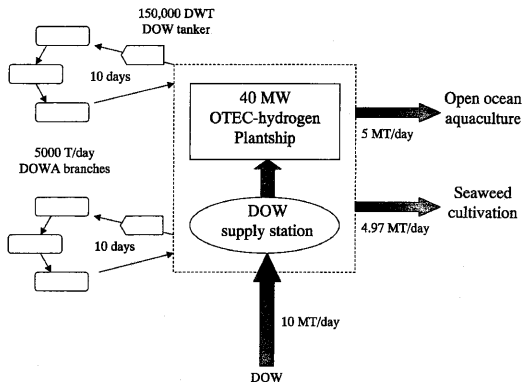 150,000 DWT
DOW tanker
10 days
40 MW
OTEC-hydrogen
Plantship
5 MT/day
Open ocean
aquaculture
5000 T/day
DOWA branches
10 days
DOW
supply station
4.97 MT/day
Seaweed
cultivation
10 MT/day
DOW